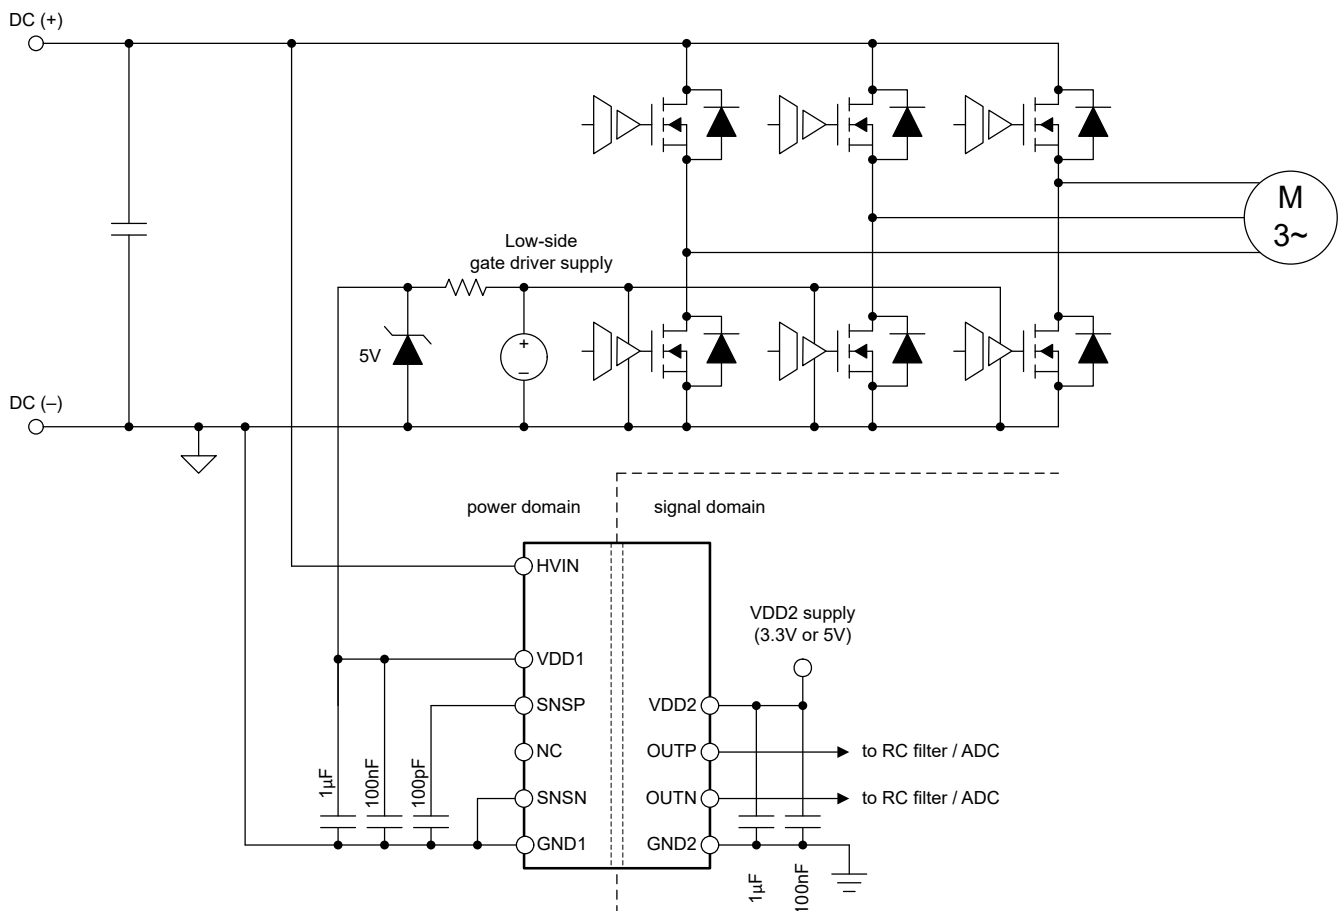 DC (+)
M
3~
Low-side
gate driver supply
5V
+
–
DC (–)
power domain
signal domain
HVIN
VDD2 supply
(3.3V or 5V)
VDD1
SNSP
VDD2
NC
OUTP
to RC filter / ADC
1µF
100nF
100pF
SNSN
OUTN
to RC filter / ADC
GND1
GND2
1µF
100nF